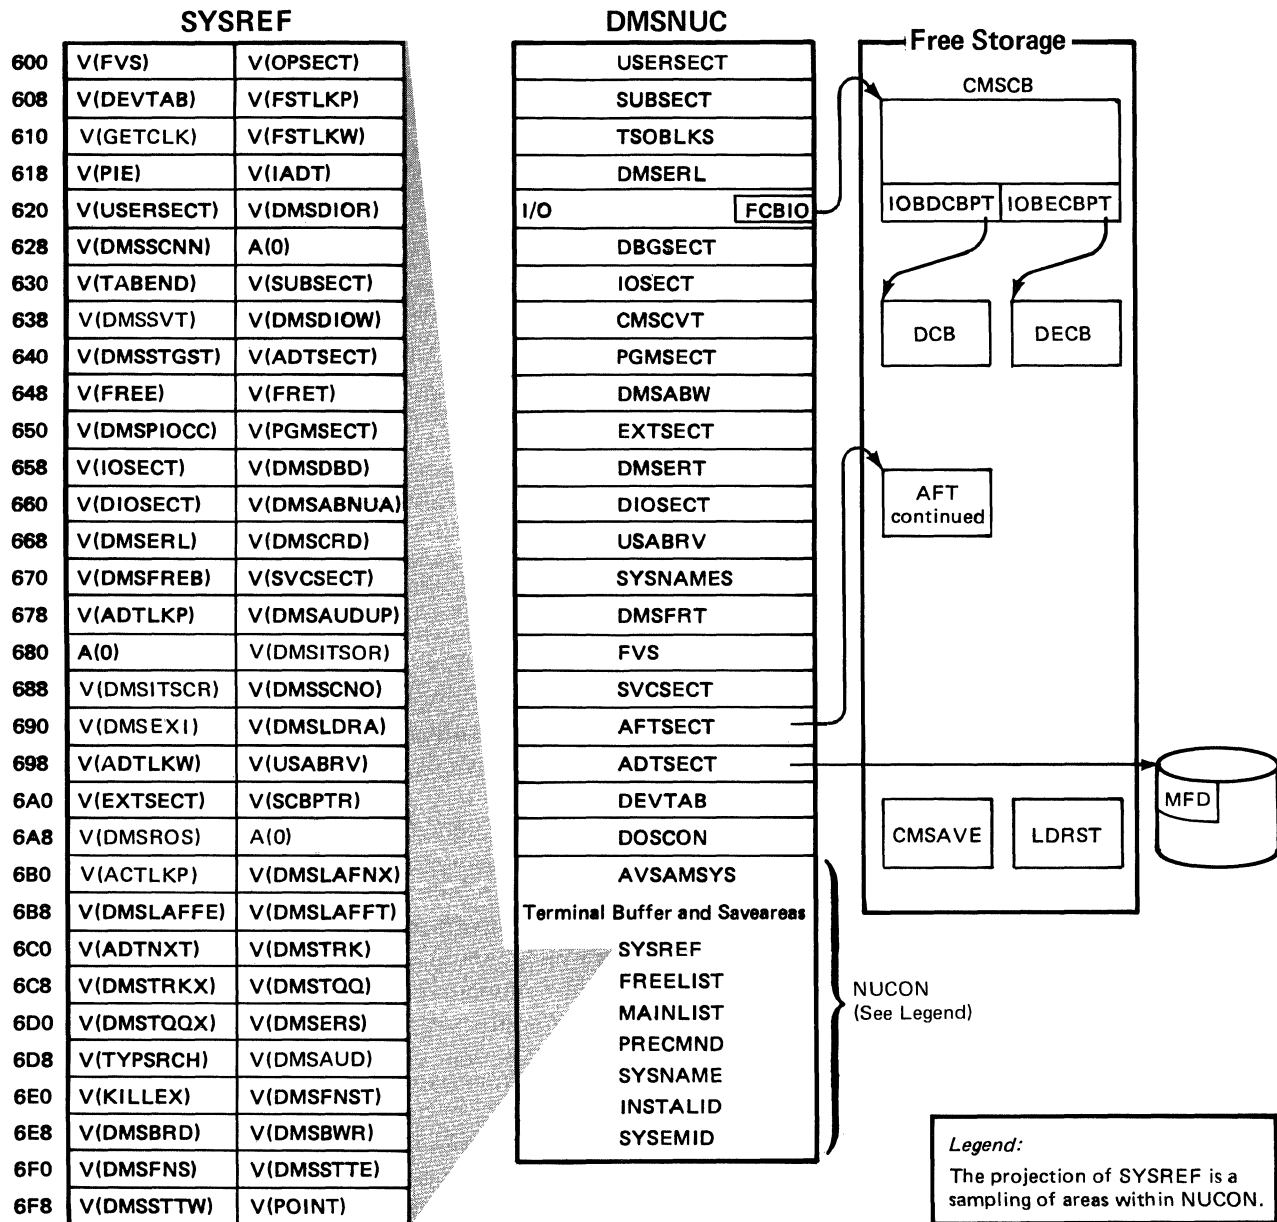 SYSREF
600 V(FVS) V(OPSECT)
608 V(DEVTAB) V(FSTLKP)
610 V(GETCLK) V(FSTLKW)
618 V(PIE) V(IADT)
620 V(USERSECT) V(DMSDIOR)
628 V(DMSSCNN) A(0)
630 V(TABEND) V(SUBSECT)
638 V(DMSSVT) V(DMSDIOW)
640 V(DMSSTGST) V(ADTSECT)
648 V(FREE) V(FRET)
650 V(DMSPIOCC) V(PGMSECT)
658 V(IOSECT) V(DMSDBD)
660 V(DIOSECT) V(DMSABNUA)
668 V(DMSERL) V(DMSCRD)
670 V(DMSFREB) V(SVCSECT)
678 V(ADTLKP) V(DMSAUDUP)
680 A(0) V(DMSITSOR)
688 V(DMSITSCR) V(DMSSCNO)
690 V(DMSEXI) V(DMSLDRA)
698 V(ADTLKW) V(USABRV)
6A0 V(EXTSECT) V(SCBPTR)
6A8 V(DMSROS) A(0)
6B0 V(ACTLKP) V(DMSLAFNX)
6B8 V(DMSLAFFE) V(DMSLAFFT)
6C0 V(ADTNXT) V(DMSTRK)
6C8 V(DMSTRKX) V(DMSTQQ)
6D0 V(DMSTQQX) V(DMSERS)
6D8 V(TYPSRCH) V(DMSAUD)
6E0 V(KILLEX) V(DMSFNST)
6E8 V(DMSBRD) V(DMSBWR)
6F0 V(DMSFNS) V(DMSSTTE)
6F8 V(DMSSTTW) V(POINT)
DMSNUC
USERSECT
SUBSECT
TSOBLKS
DMSERL
I/O FCBIO
DBGSECT
IOSECT
CMSCVT
PGMSECT
DMSABW
EXTSECT
DMSERT
DIOSECT
USABRV
SYSNAMES
DMSFRT
FVS
SVCSECT
AFTSECT
ADTSECT
DEVTAB
DOSCON
AVSAMSYS
Terminal Buffer and Saveareas
SYSREF
FREELIST
MAINLIST
PRECMND
SYSNAME
INSTALID
SYSEMID
NUCON
(See Legend)
Free Storage
CMSCB
IOBDCBPT IOBECBPT
DCB DECB
AFT
continued
CMSAVE LDRST
MFD
Legend:
The projection of SYSREF is a
sampling of areas within NUCON.